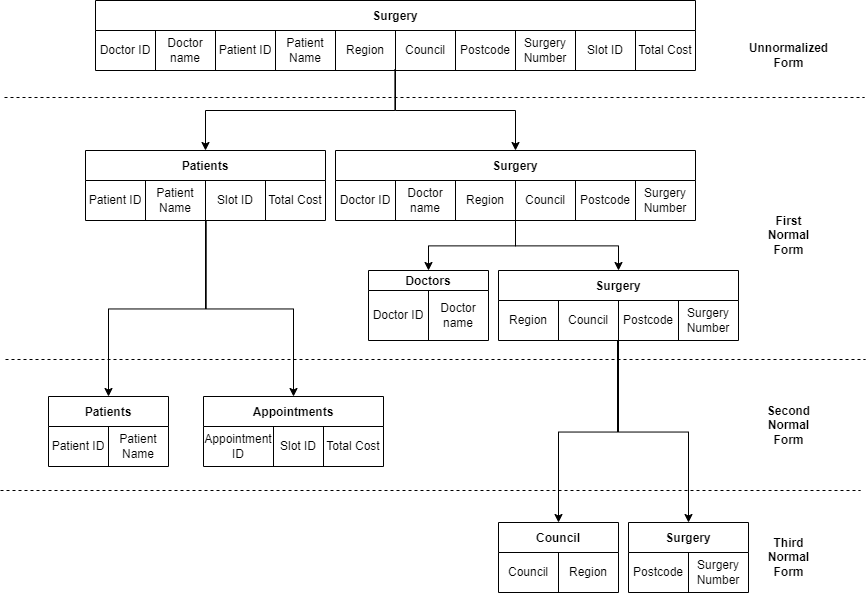 Surgery
Doctor ID
Doctor
name
Patient ID
Patient
Name
Region
Council
Postcode
Surgery
Number
Slot ID
Total Cost
Unnormalized
Form
Patients
Patient ID
Patient
Name
Slot ID
Total Cost
Surgery
Doctor ID
Doctor
name
Region
Council
Postcode
Surgery
Number
First
Normal
Form
Doctors
Doctor ID
Doctor
name
Surgery
Region
Council
Postcode
Surgery
Number
Patients
Patient ID
Patient
Name
Appointments
Appointment
ID
Slot ID
Total Cost
Second
Normal
Form
Council
Council
Region
Surgery
Postcode
Surgery
Number
Third
Normal
Form